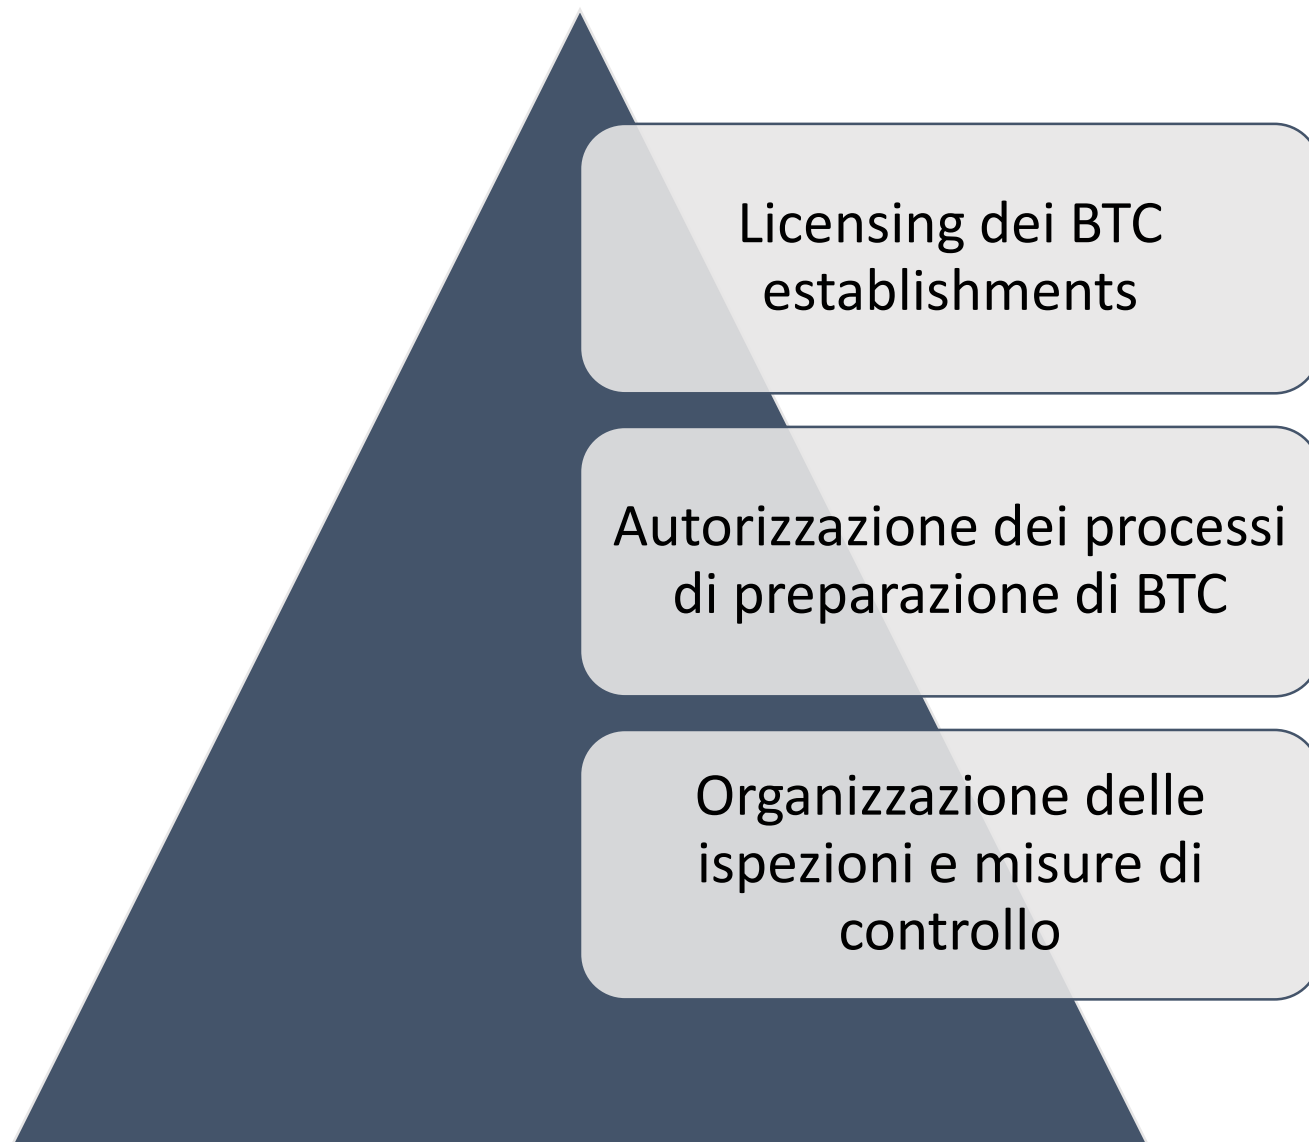 Licensing dei BTC
establishments
Autorizzazione dei processi
di preparazione di BTC
Organizzazione delle
ispezioni e misure di
controllo